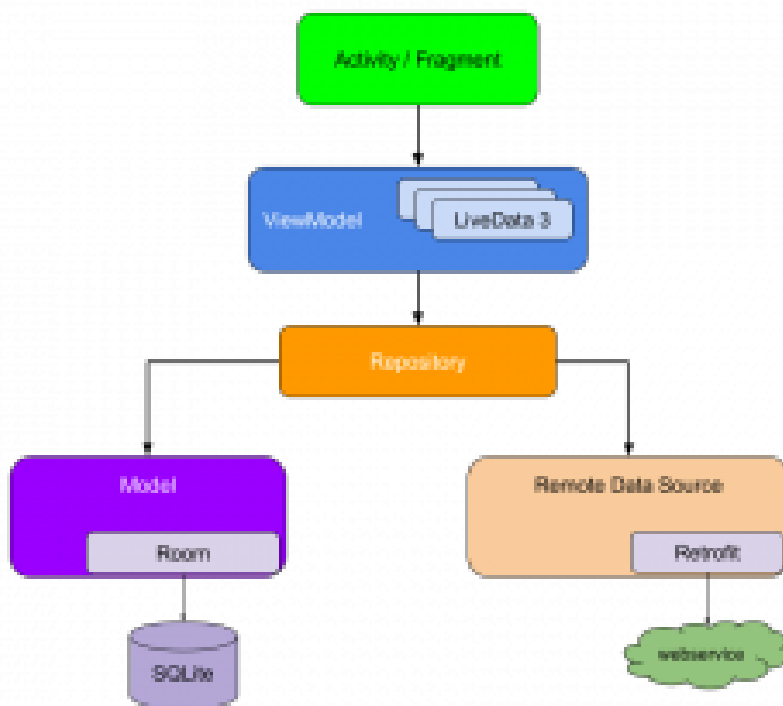 Activity / Fragment
ViewModel
LiveData 3
Repository
Model
Remote Data Source
Room
Retrofit
SQLite
webservice